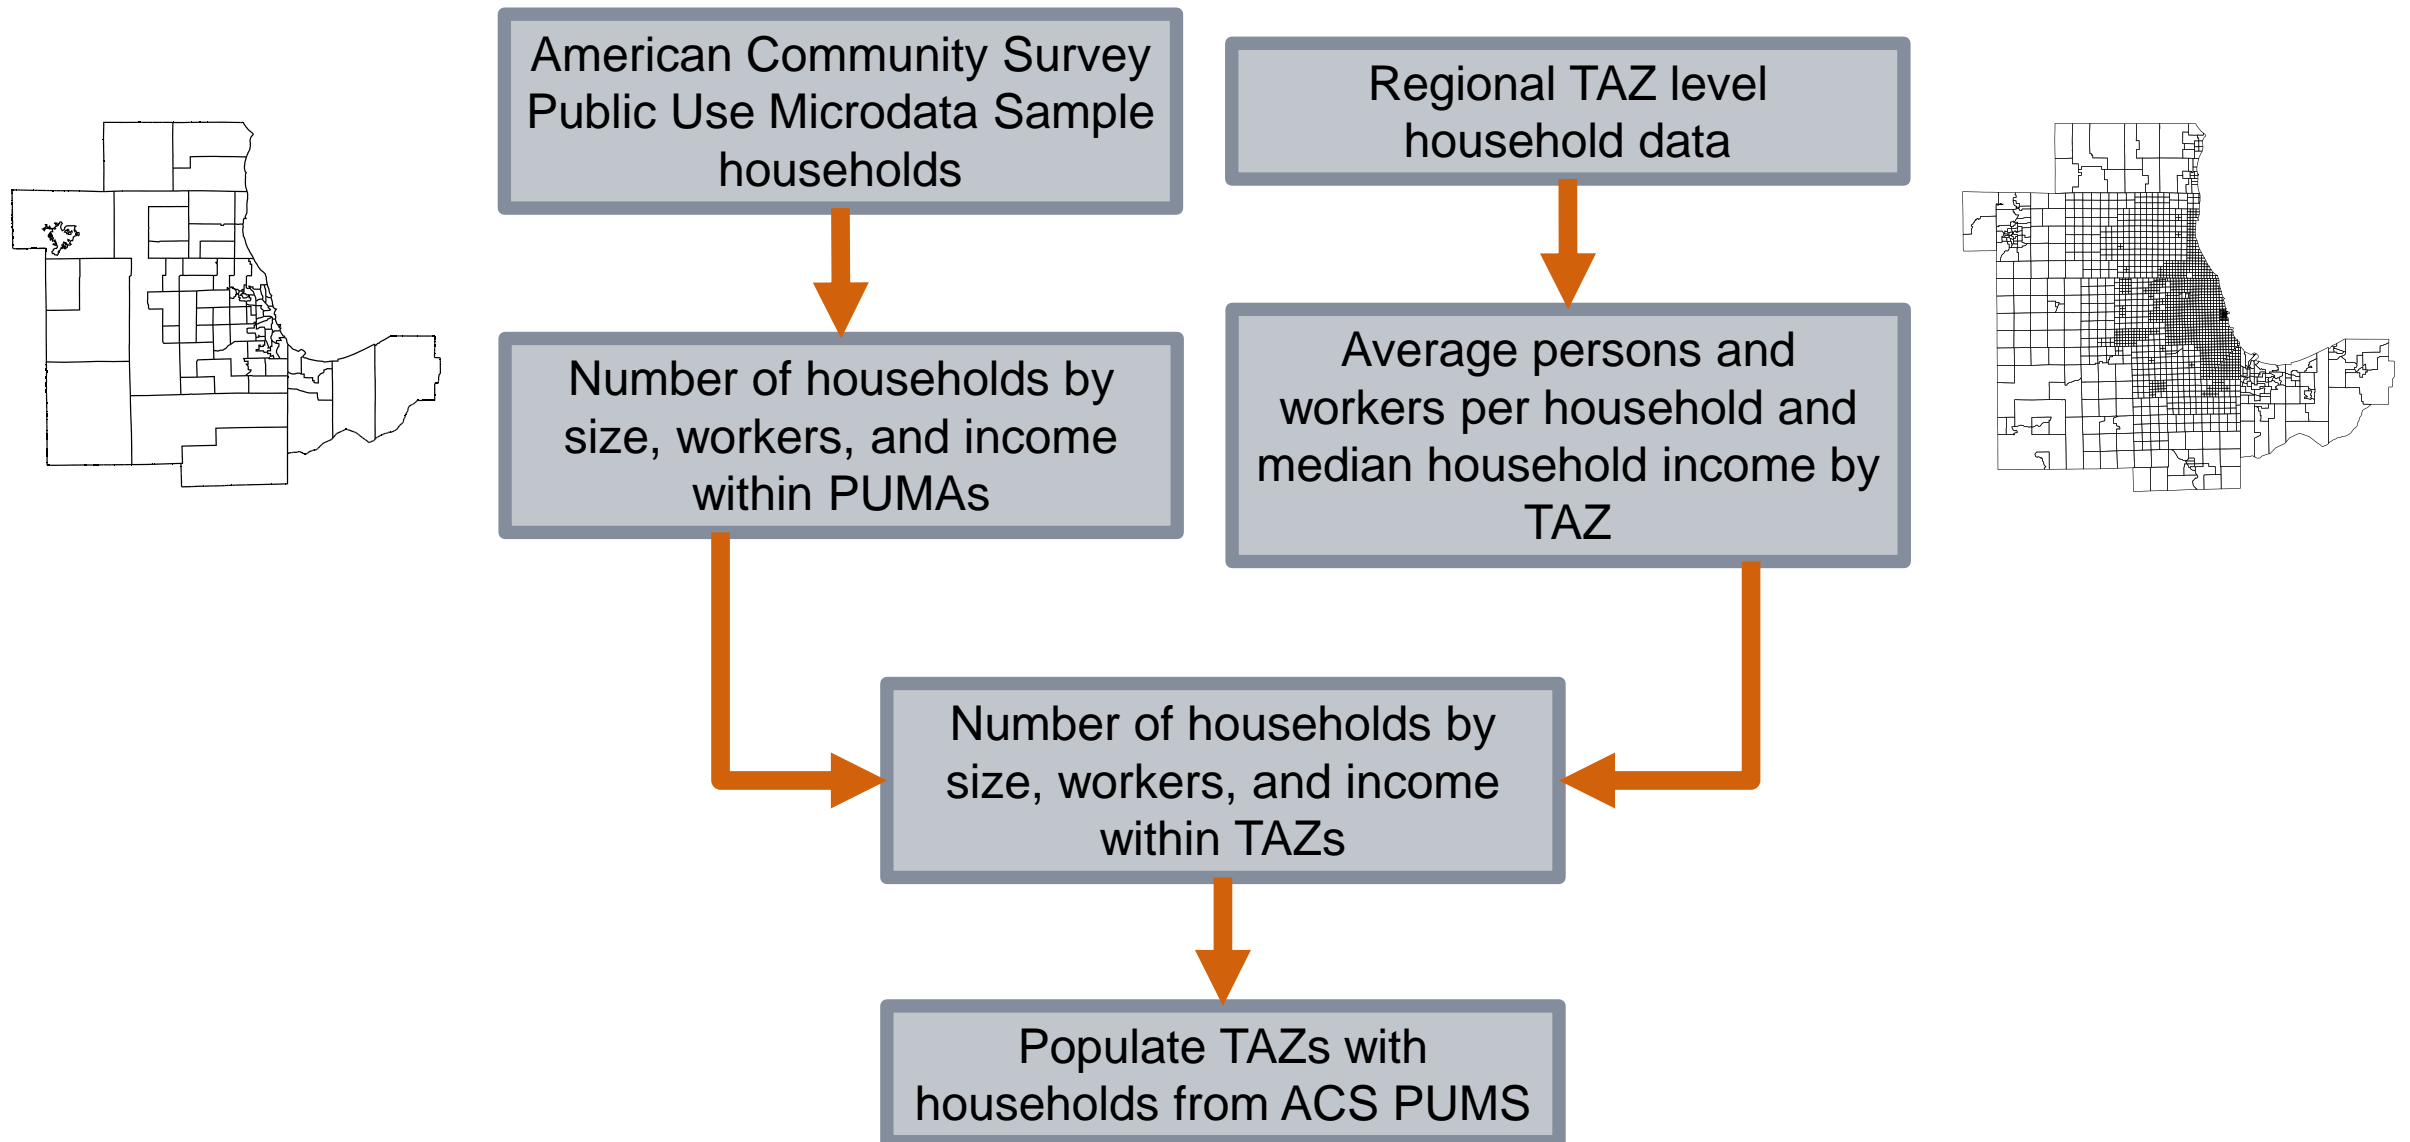 American Community Survey
Public Use Microdata Sample
households
Regional TAZ level
household data
Number of households by
size, workers, and income
within PUMAs
Average persons and
workers per household and
median household income by
TAZ
Number of households by
size, workers, and income
within TAZs
Populate TAZs with
households from ACS PUMS